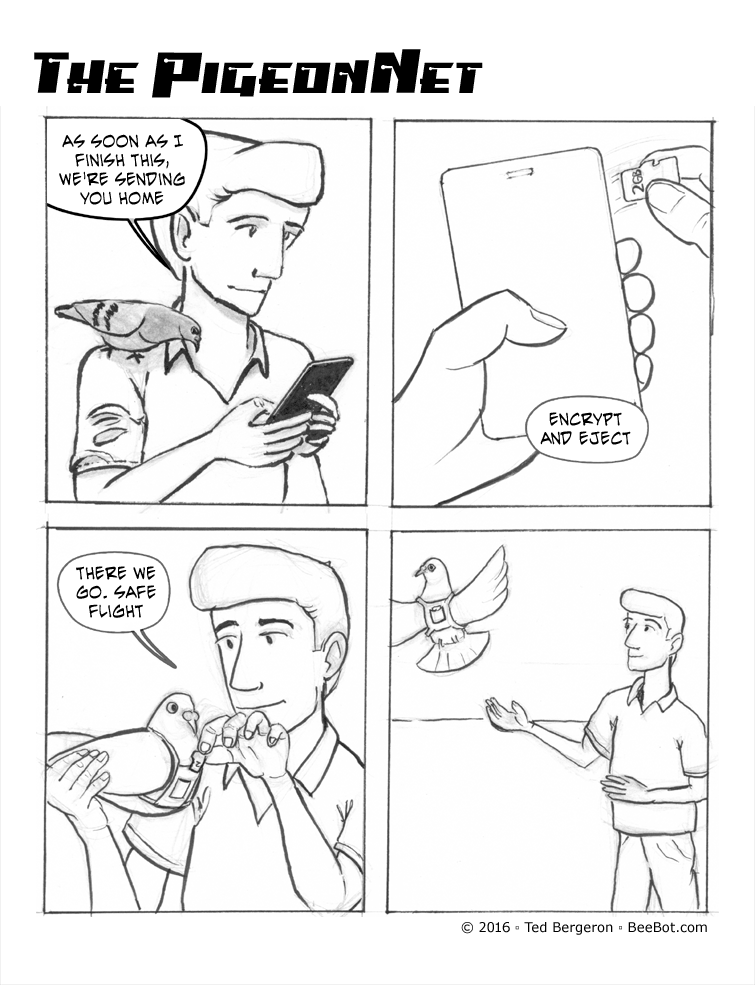 THE PIGEONNET
AS SOON AS I
FINISH THIS,
WE'RE SENDING
YOU HOME
2GB
ENCRYPT
AND EJECT
THERE WE
GO. SAFE
FLIGHT
© 2016 ▫ Ted Bergeron ▫ BeeBot.com